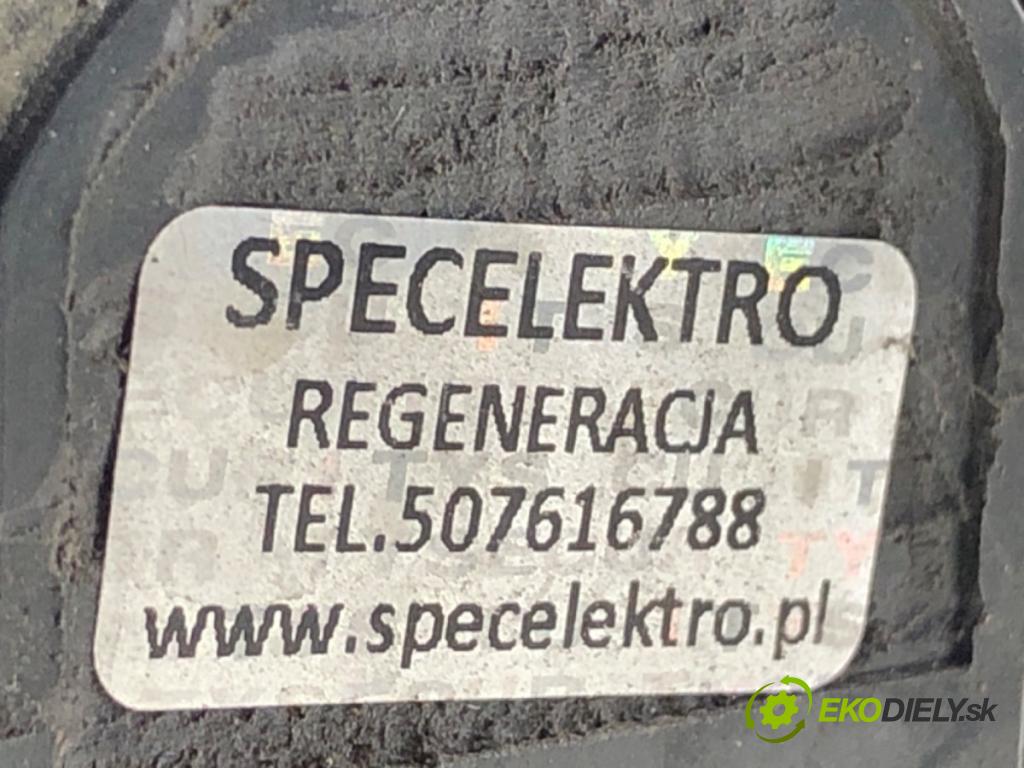 SPECELEKTRO
REGENERACJA
TEL.507616788
www.specelektro.pl
EKODIELY.sk